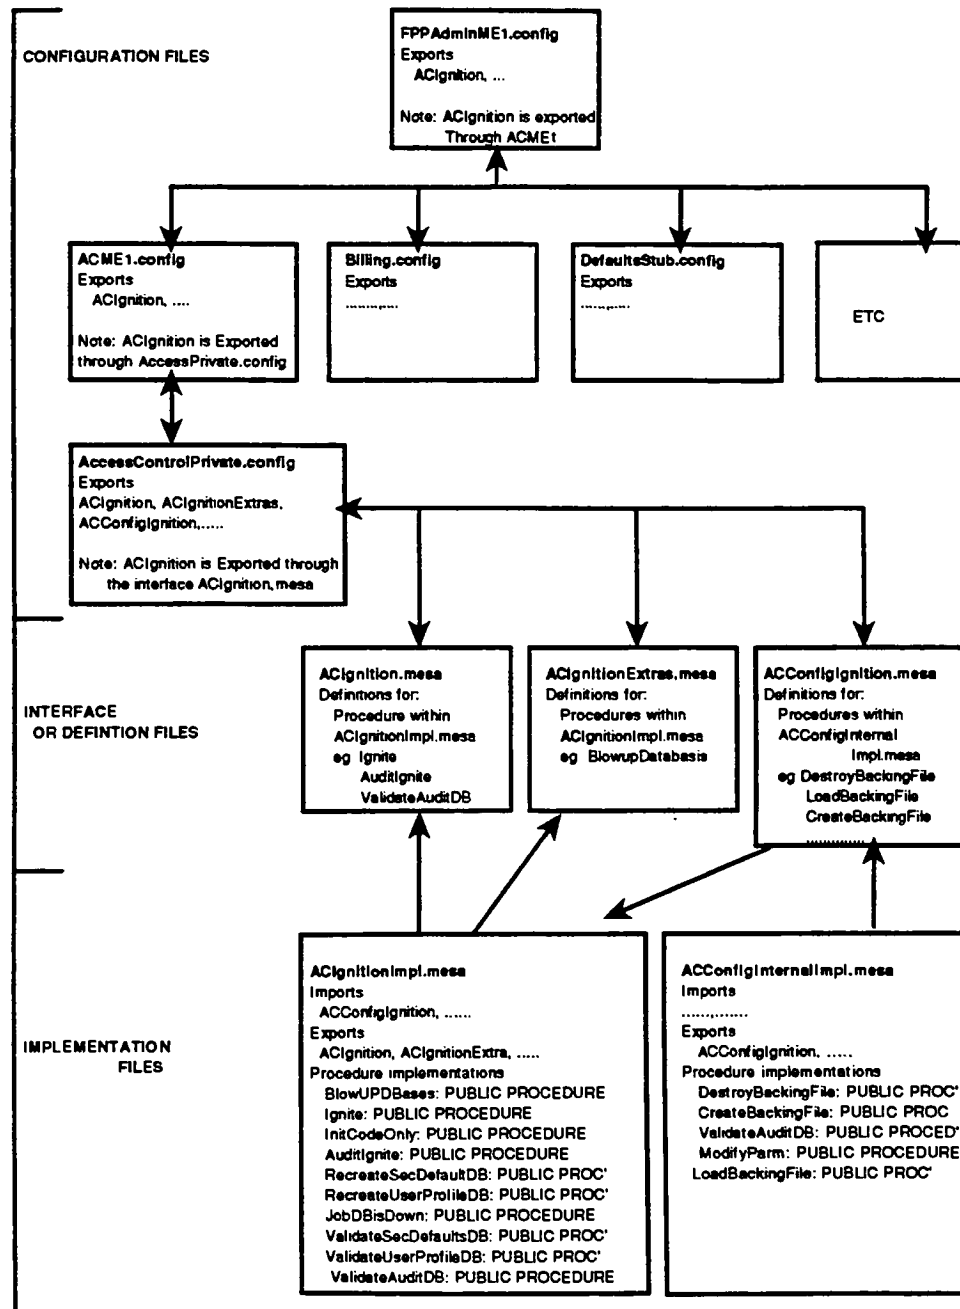 CONFIGURATION FILES
FPPAdminME1.config
Exports
ACIgnition, ...
Note: ACIgnition is exported
Through ACME1
ACME1.config
Exports
ACIgnition, ....
Note: ACIgnition is Exported
through AccessPrivate.config
Billing.config
Exports
........,.....
DefaultsStub.config
Exports
........,.....
ETC
AccessControlPrivate.config
Exports
ACIgnition, ACIgnitionExtras,
ACConfigIgnition,.....
Note: ACIgnition is Exported through
the interface ACIgnition.mesa
INTERFACE
OR DEFINTION FILES
ACIgnition.mesa
Definitions for:
Procedure within
ACIgnitionImpl.mesa
eg Ignite
AuditIgnite
ValidateAuditDB
ACIgnitionExtras.mesa
Definitions for:
Procedures within
ACIgnitionImpl.mesa
eg BlowupDatabasis
ACConfigIgnition.mesa
Definitions for:
Procedures within
ACConfigInternal
Impl.mesa
eg DestroyBackingFile
LoadBackingFile
CreateBackingFile
..............
IMPLEMENTATION
FILES
ACIgnitionImpl.mesa
Imports
ACConfigIgnition, ......
Exports
ACIgnition, ACIgnitionExtra, .....
Procedure implementations
BlowUPDBases: PUBLIC PROCEDURE
Ignite: PUBLIC PROCEDURE
InitCodeOnly: PUBLIC PROCEDURE
AuditIgnite: PUBLIC PROCEDURE
RecreateSecDefaultDB: PUBLIC PROC'
RecreateUserProfileDB: PUBLIC PROC'
JobDBisDown: PUBLIC PROCEDURE
ValidateSecDefaultsDB: PUBLIC PROC'
ValidateUserProfileDB: PUBLIC PROC'
ValidateAuditDB: PUBLIC PROCEDURE
ACConfigInternalImpl.mesa
Imports
......,.......
Exports
ACConfigIgnition, .....
Procedure implementations
DestroyBackingFile: PUBLIC PROC'
CreateBackingFile: PUBLIC PROC
ValidateAuditDB: PUBLIC PROCED'
ModifyParm: PUBLIC PROCEDURE
LoadBackingFile: PUBLIC PROC'